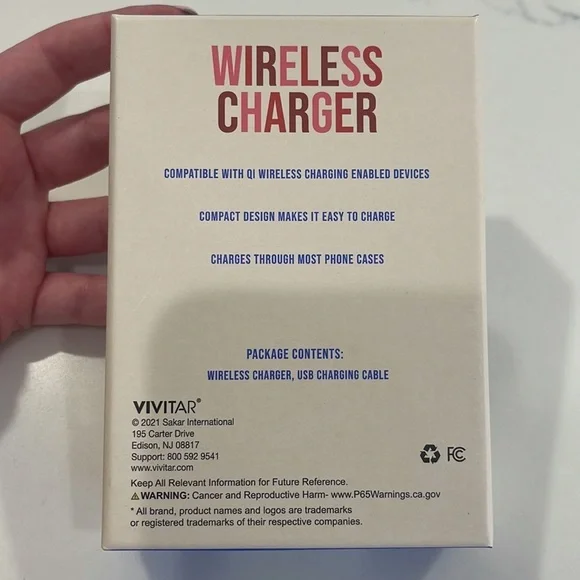 WIRELESS
CHARGER
COMPATIBLE WITH QI WIRELESS CHARGING ENABLED DEVICES
COMPACT DESIGN MAKES IT EASY TO CHARGE
CHARGES THROUGH MOST PHONE CASES
PACKAGE CONTENTS:
WIRELESS CHARGER, USB CHARGING CABLE
VIVITAR®
© 2021 Sakar International
195 Carter Drive
Edison, NJ 08817
Support: 800 592 9541
www.vivitar.com
FC
Keep All Relevant Information for Future Reference.
⚠WARNING: Cancer and Reproductive Harm- www.P65Warnings.ca.gov
* All brand, product names and logos are trademarks
or registered trademarks of their respective companies.